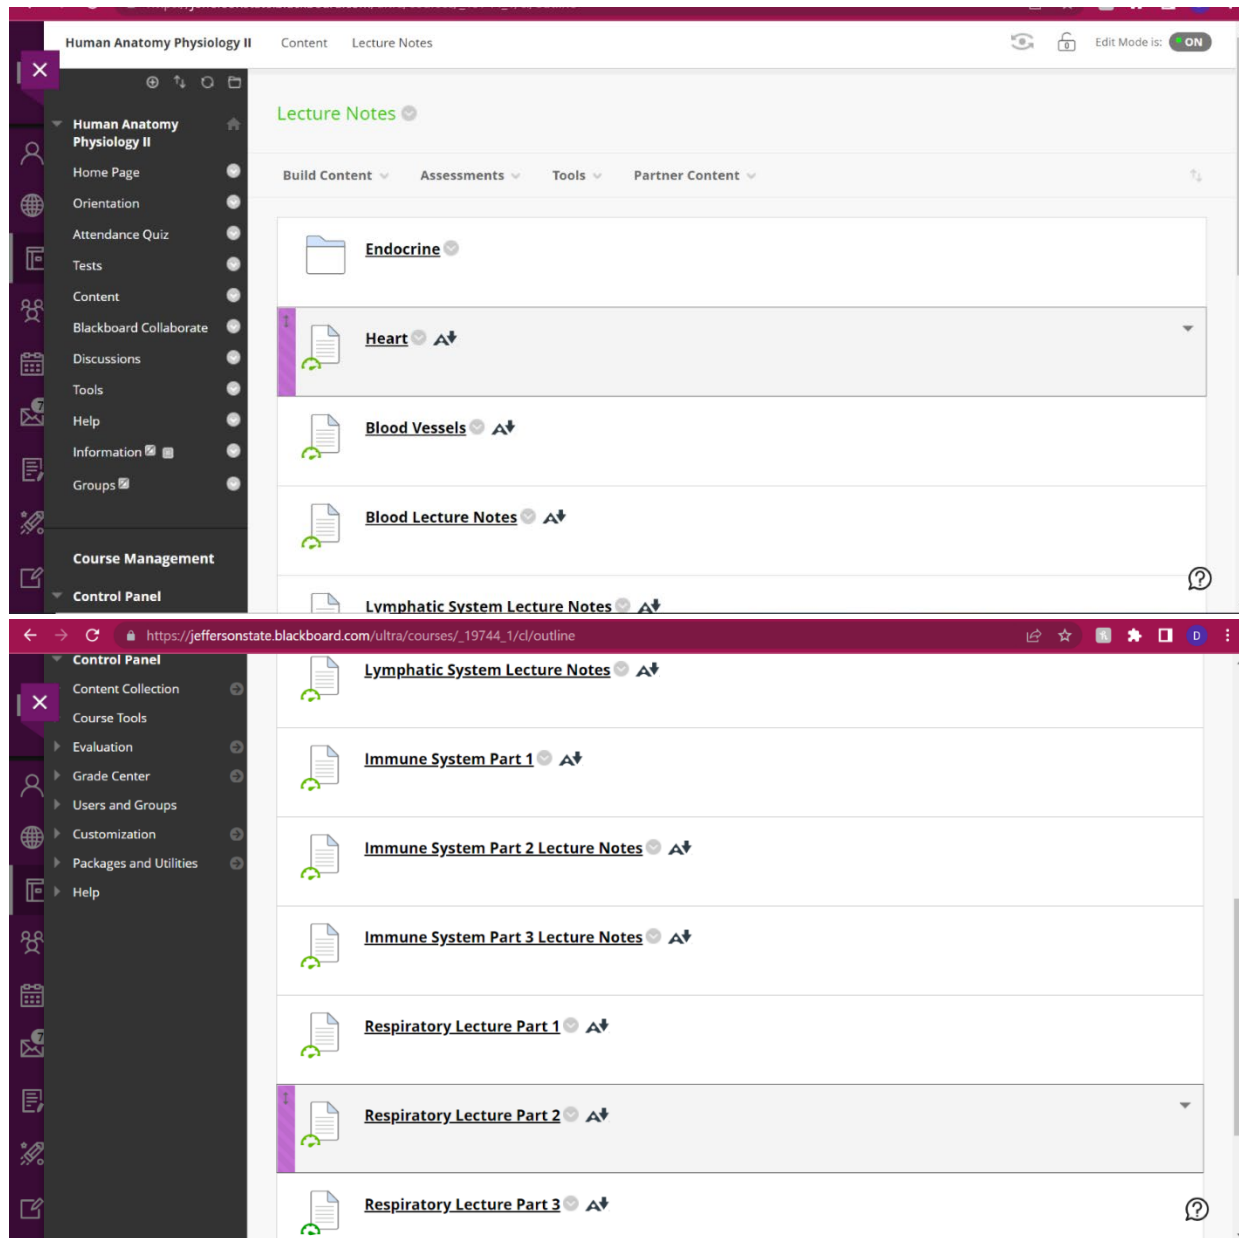 Human Anatomy Physiology II Content Lecture Notes Edit Mode is: ON
Human Anatomy
Physiology II
Home Page
Orientation
Attendance Quiz
Tests
Content
Blackboard Collaborate
Discussions
Tools
Help
Information
Groups
Course Management
Control Panel
Lecture Notes
Build Content Assessments Tools Partner Content
Endocrine
Heart
Blood Vessels
Blood Lecture Notes
Lymphatic System Lecture Notes
https://jeffersonstate.blackboard.com/ultra/courses/_19744_1/cl/outline
D
Control Panel
Content Collection
Course Tools
Evaluation
Grade Center
Users and Groups
Customization
Packages and Utilities
Help
7
Lymphatic System Lecture Notes
Immune System Part 1
Immune System Part 2 Lecture Notes
Immune System Part 3 Lecture Notes
Respiratory Lecture Part 1
Respiratory Lecture Part 2
Respiratory Lecture Part 3